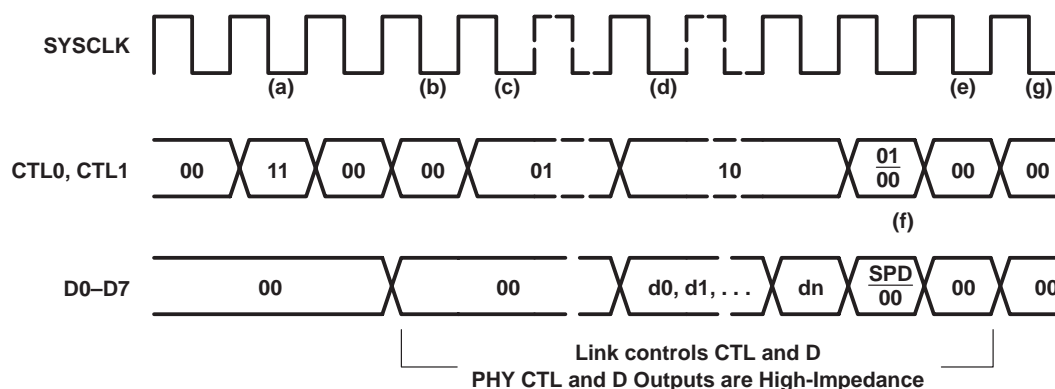 SYSCLK
(a) (b) (c) (d) (e) (g)
CTL0, CTL1 00 11 00 00 01 10 01 00 00 00
(f)
D0–D7 00 00 d0, d1, . . . dn SPD 00 00 00
Link controls CTL and D
PHY CTL and D Outputs are High-Impedance